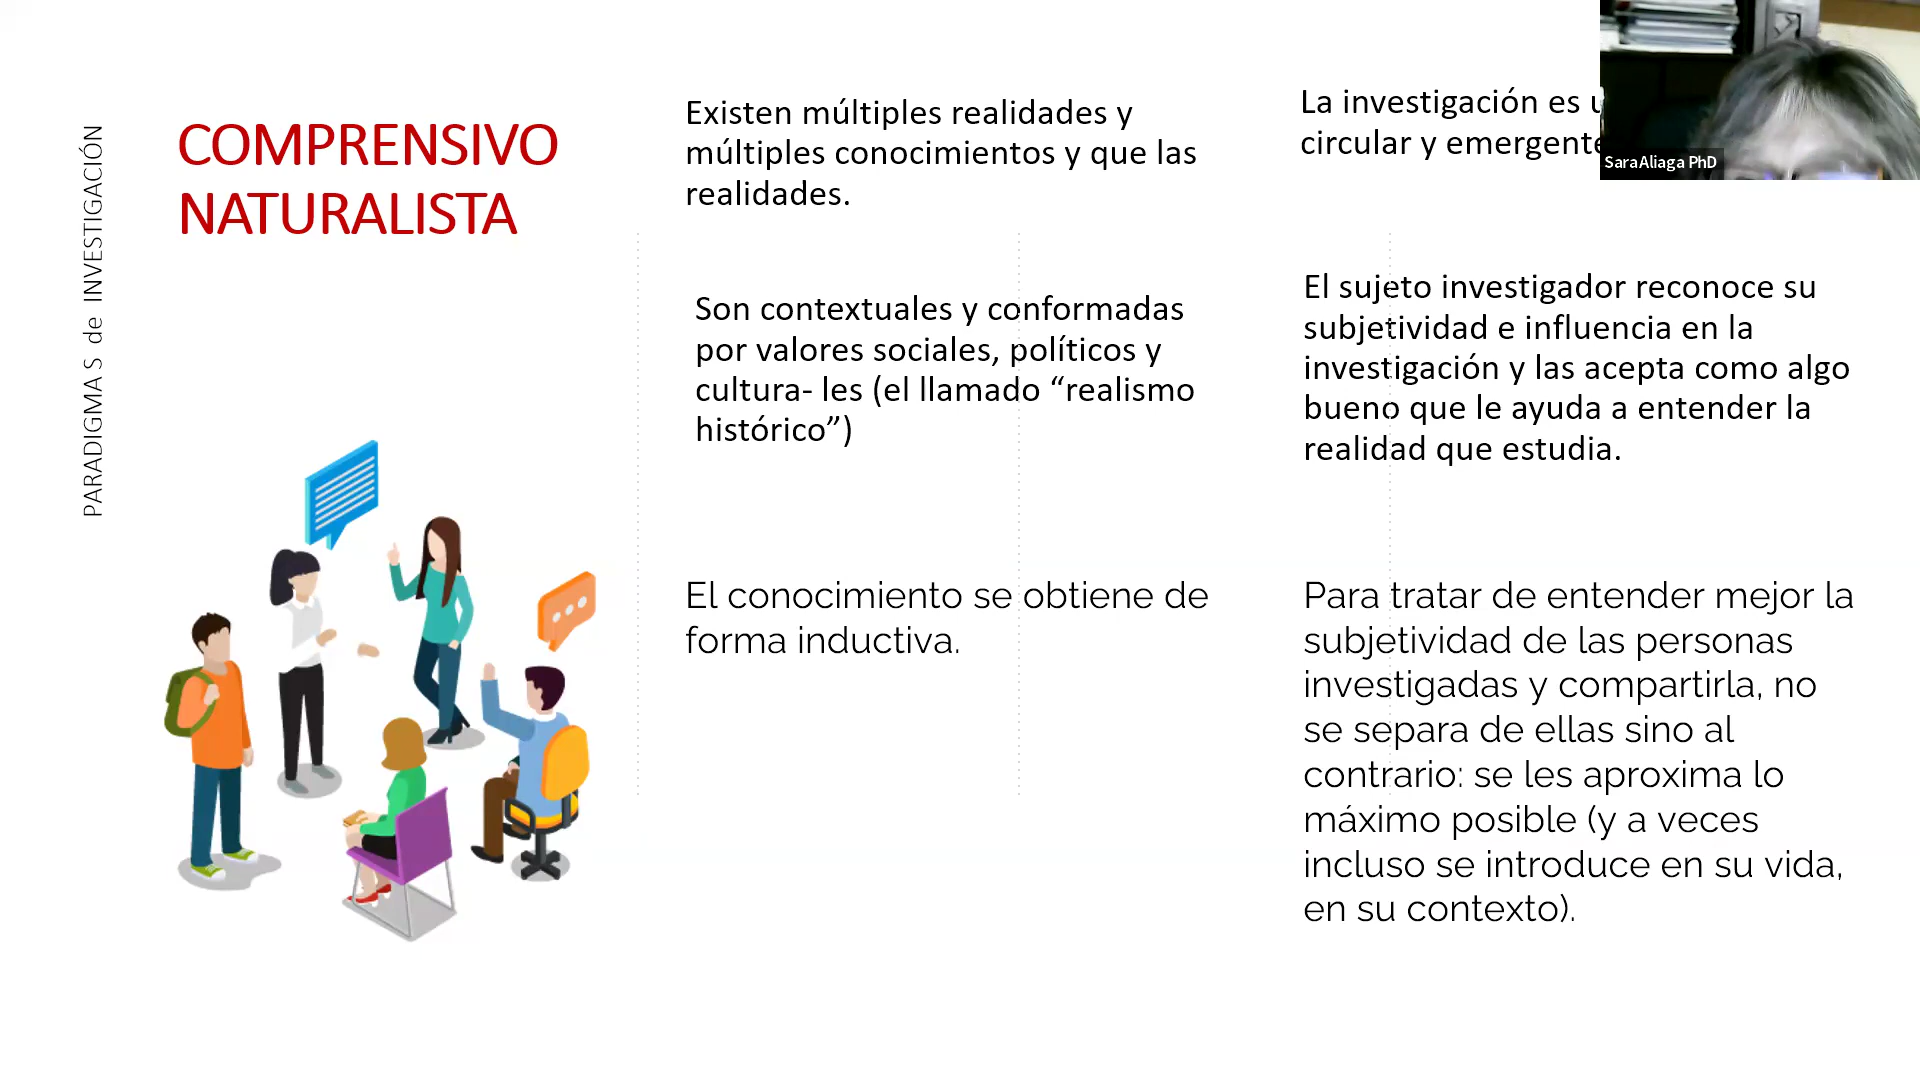 PARADIGMA S de INVESTIGACIÓN
COMPRENSIVO
NATURALISTA
Existen múltiples realidades y
múltiples conocimientos y que las
realidades.
Son contextuales y conformadas
por valores sociales, políticos y
cultura- les (el llamado “realismo
histórico”)
El conocimiento se obtiene de
forma inductiva.
La investigación es
circular y emergente
El sujeto investigador reconoce su
subjetividad e influencia en la
investigación y las acepta como algo
bueno que le ayuda a entender la
realidad que estudia.
Para tratar de entender mejor la
subjetividad de las personas
investigadas y compartirla, no
se separa de ellas sino al
contrario: se les aproxima lo
máximo posible (y a veces
incluso se introduce en su vida,
en su contexto).
Sara Aliaga PhD